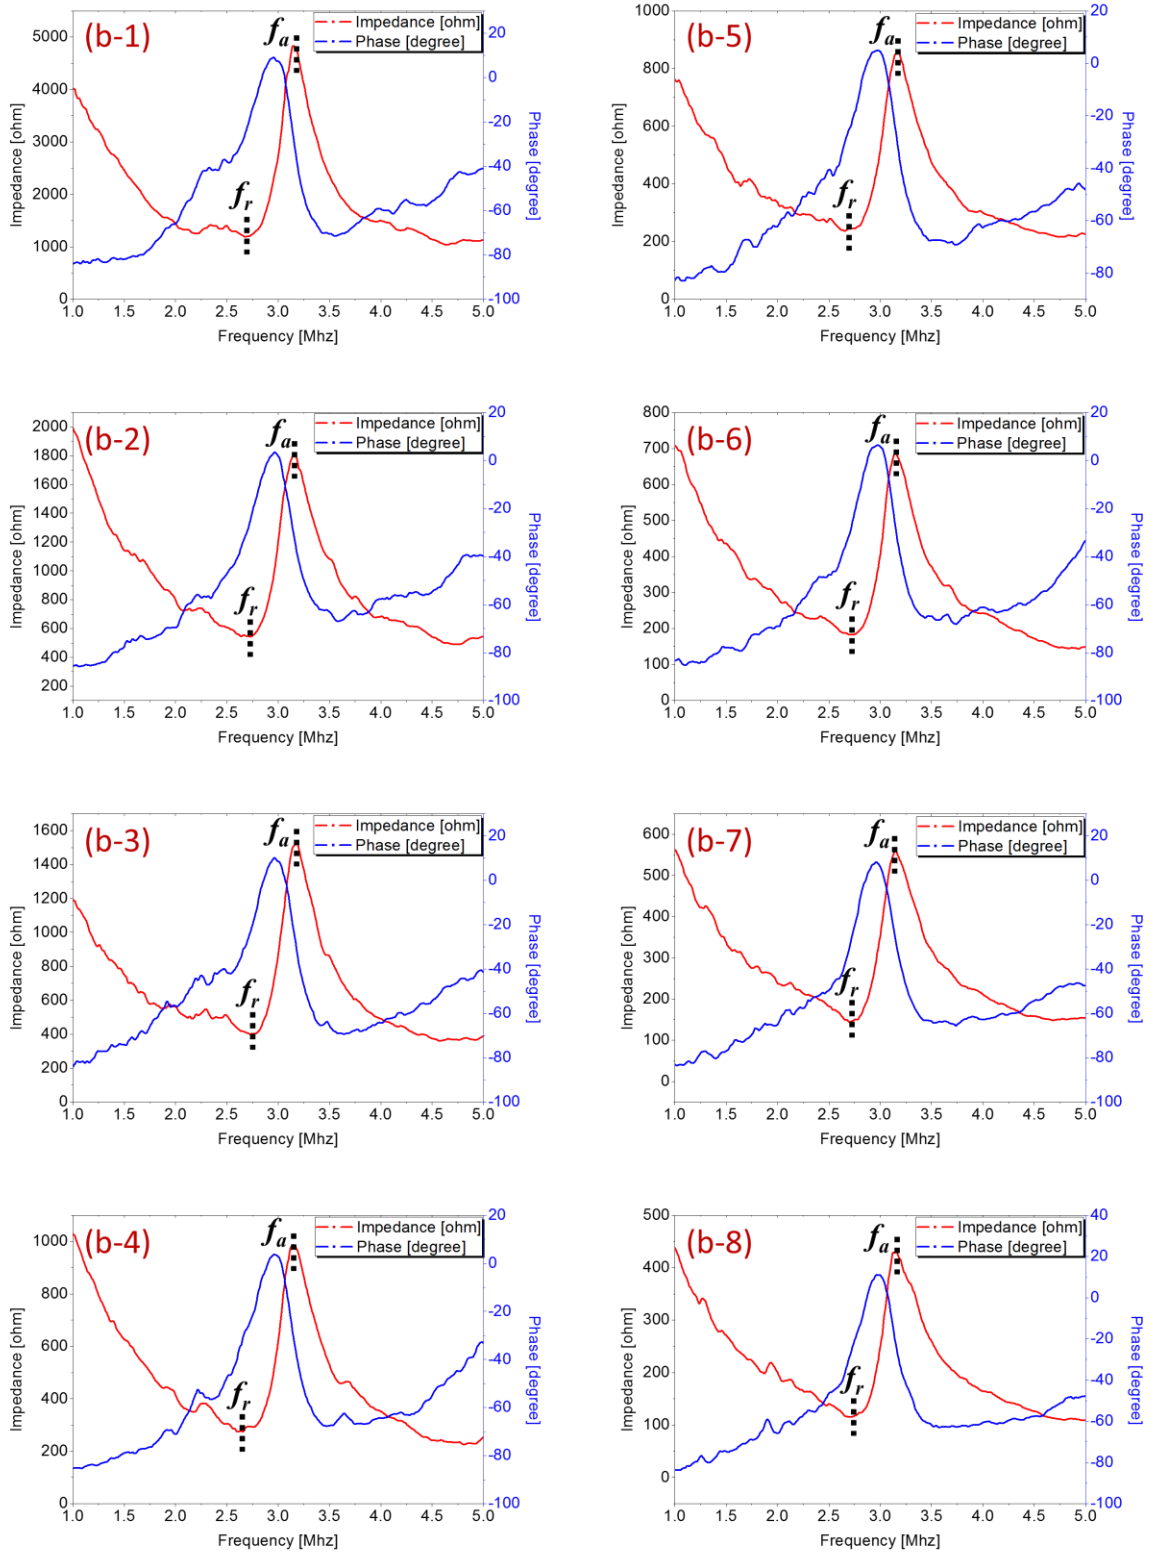 (b-1)
fa
fr
Impedance [ohm]
Phase [degree]
5000
4000
3000
2000
1000
0
20
0
-20
-40
-60
-80
-100
1.0 1.5 2.0 2.5 3.0 3.5 4.0 4.5 5.0
Impedance [ohm]
Phase [degree]
Frequency [Mhz]
(b-5)
fa
fr
Impedance [ohm]
Phase [degree]
1000
800
600
400
200
0
20
0
-20
-40
-60
-80
1.0 1.5 2.0 2.5 3.0 3.5 4.0 4.5 5.0
Impedance [ohm]
Phase [degree]
Frequency [Mhz]
(b-2)
fa
fr
Impedance [ohm]
Phase [degree]
2000
1800
1600
1400
1200
1000
800
600
400
200
20
0
-20
-40
-60
-80
-100
1.0 1.5 2.0 2.5 3.0 3.5 4.0 4.5 5.0
Impedance [ohm]
Phase [degree]
Frequency [Mhz]
(b-6)
fa
fr
Impedance [ohm]
Phase [degree]
800
700
600
500
400
300
200
100
0
20
0
-20
-40
-60
-80
-100
1.0 1.5 2.0 2.5 3.0 3.5 4.0 4.5 5.0
Impedance [ohm]
Phase [degree]
Frequency [Mhz]
(b-3)
fa
fr
Impedance [ohm]
Phase [degree]
1600
1400
1200
1000
800
600
400
200
0
20
0
-20
-40
-60
-80
-100
1.0 1.5 2.0 2.5 3.0 3.5 4.0 4.5 5.0
Impedance [ohm]
Phase [degree]
Frequency [Mhz]
(b-7)
fa
fr
Impedance [ohm]
Phase [degree]
600
500
400
300
200
100
0
20
0
-20
-40
-60
-80
-100
1.0 1.5 2.0 2.5 3.0 3.5 4.0 4.5 5.0
Impedance [ohm]
Phase [degree]
Frequency [Mhz]
(b-4)
fa
fr
Impedance [ohm]
Phase [degree]
1000
800
600
400
200
0
20
0
-20
-40
-60
-80
-100
1.0 1.5 2.0 2.5 3.0 3.5 4.0 4.5 5.0
Impedance [ohm]
Phase [degree]
Frequency [Mhz]
(b-8)
fa
fr
Impedance [ohm]
Phase [degree]
500
400
300
200
100
0
40
20
0
-20
-40
-60
-80
-100
1.0 1.5 2.0 2.5 3.0 3.5 4.0 4.5 5.0
Impedance [ohm]
Phase [degree]
Frequency [Mhz]